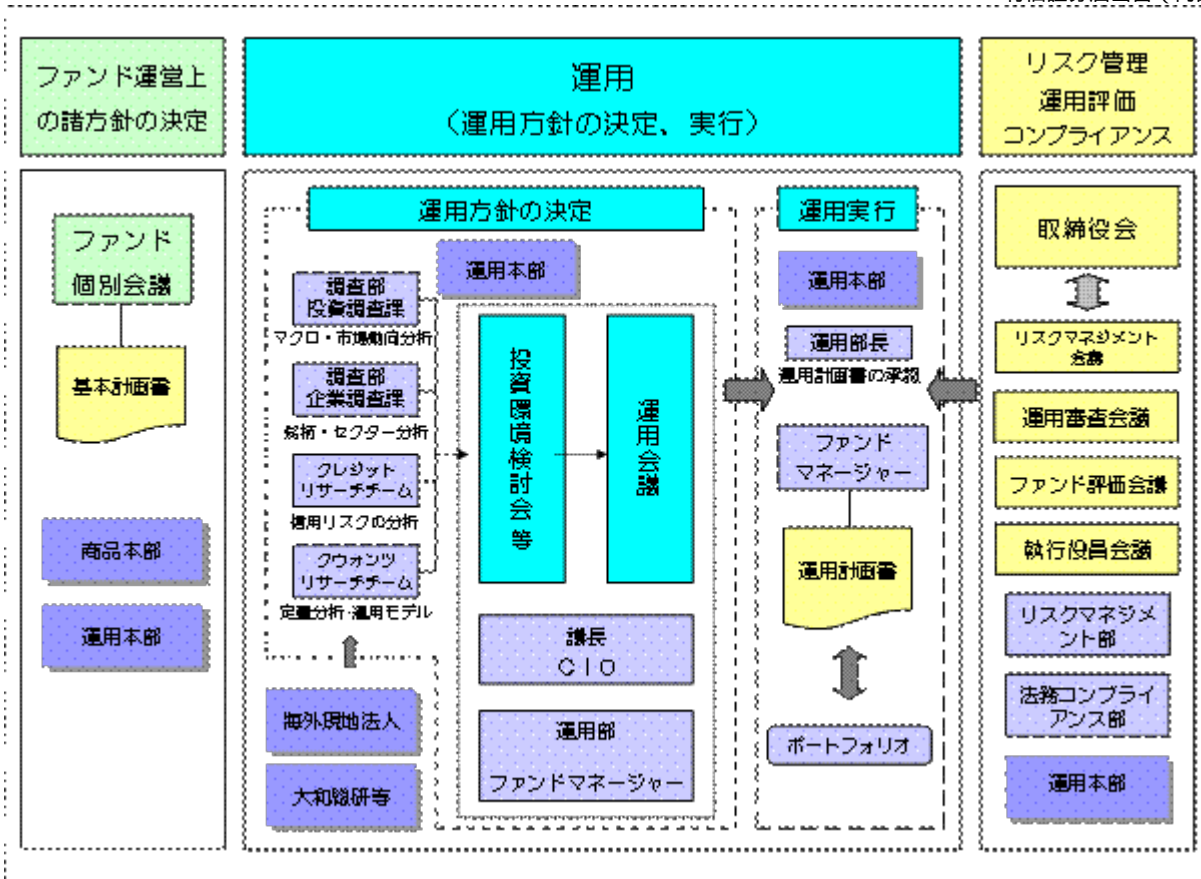 ファンド運営上
の諸方針の決定
運用
（運用方針の決定、実行）
リスク管理
運用評価
コンプライアンス
ファンド
個別会議
基本計画書
商品本部
運用本部
運用方針の決定
運用本部
調査部
投資調査課
マクロ・市場動向分析
調査部
企業調査課
銘柄・セクター分析
クレジット
リサーチチーム
信用リスクの分析
クウォンツ
リサーチチーム
定量分析・運用モデル
海外現地法人
大和総研等
投資環境検討会 等
運用会議
議長
CIO
運用部
ファンドマネージャー
運用実行
運用本部
運用部長
運用計画書の承認
ファンド
マネージャー
運用計画書
ポートフォリオ
取締役会
リスクマネジメント
会議
運用審査会議
ファンド評価会議
執行役員会議
リスクマネジメ
ント部
法務コンプライ
アンス部
運用本部